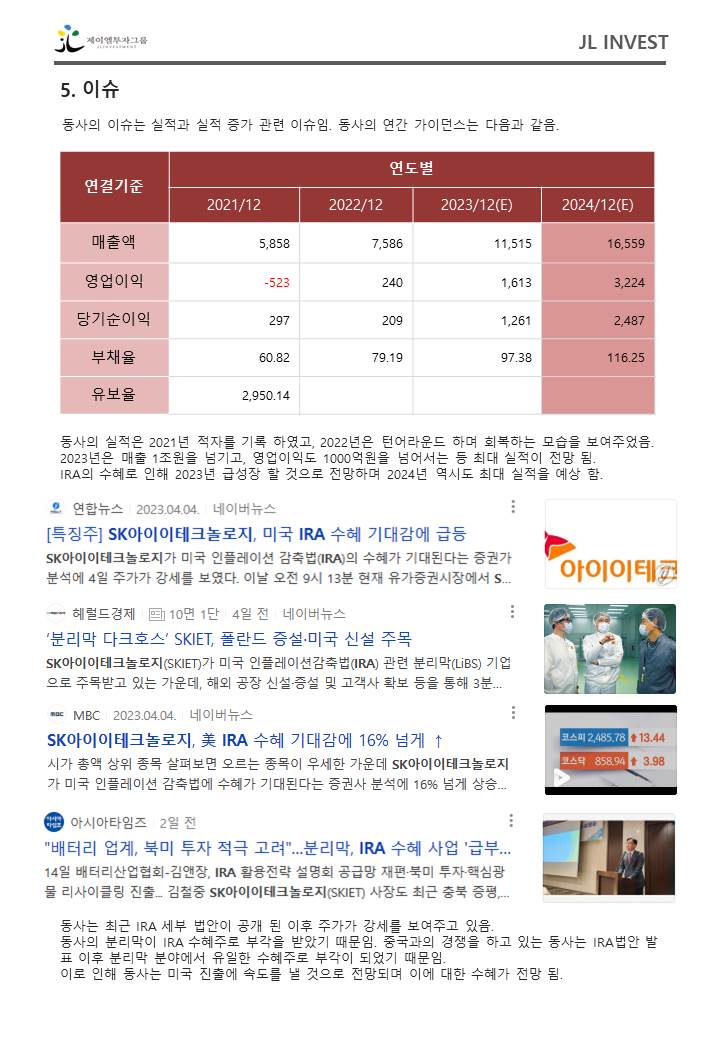 제이엘투자그룹
JL INVESTMENT
JL INVEST
5. 이슈
동사의 이슈는 실적과 실적 증가 관련 이슈임. 동사의 연간 가이던스는 다음과 같음.
연결기준 연도별
2021/12 2022/12 2023/12(E) 2024/12(E)
매출액 5,858 7,586 11,515 16,559
영업이익 -523 240 1,613 3,224
당기순이익 297 209 1,261 2,487
부채율 60.82 79.19 97.38 116.25
유보율 2,950.14
동사의 실적은 2021년 적자를 기록 하였고, 2022년은 턴어라운드 하며 회복하는 모습을 보여주었음.
2023년은 매출 1조원을 넘기고, 영업이익도 1000억원을 넘어서는 등 최대 실적이 전망 됨.
IRA의 수혜로 인해 2023년 급성장 할 것으로 전망하며 2024년 역시도 최대 실적을 예상 함.
연합뉴스 2023.04.04. 네이버뉴스
[특징주] SK아이이테크놀로지, 미국 IRA 수혜 기대감에 급등
SK아이이테크놀로지가 미국 인플레이션 감축법(IRA)의 수혜가 기대된다는 증권가
분석에 4일 주가가 강세를 보였다. 이날 오전 9시 13분 현재 유가증권시장에서 S...
아이이테크
헤럴드경제 10면 1단 4일 전 네이버뉴스
‘분리막 다크호스’ SKIET, 폴란드 증설·미국 신설 주목
SK아이이테크놀로지(SKIET)가 미국 인플레이션감축법(IRA) 관련 분리막(LiBS) 기업
으로 주목받고 있는 가운데, 해외 공장 신설·증설 및 고객사 확보 등을 통해 3분...
MBC MBC 2023.04.04. 네이버뉴스
SK아이이테크놀로지, 美 IRA 수혜 기대감에 16% 넘게 ↑
시가 총액 상위 종목 살펴보면 오르는 종목이 우세한 가운데 SK아이이테크놀로지
가 미국 인플레이션 감축법에 수혜가 기대된다는 증권사 분석에 16% 넘게 상승...
코스피 2,485.78 13.44
코스닥 858.94 3.98
아시아타임즈 아시아타임즈 2일 전
"배터리 업계, 북미 투자 적극 고려"...분리막, IRA 수혜 사업 '급부...
14일 배터리산업협회-김앤장, IRA 활용전략 설명회 공급망 재편·북미 투자·핵심광
물 리사이클링 진출... 김철중 SK아이이테크놀로지(SKIET) 사장도 최근 충북 증평,...
동사는 최근 IRA 세부 법안이 공개 된 이후 주가가 강세를 보여주고 있음.
동사의 분리막이 IRA 수혜주로 부각을 받았기 때문임. 중국과의 경쟁을 하고 있는 동사는 IRA법안 발
표 이후 분리막 분야에서 유일한 수혜주로 부각이 되었기 때문임.
이로 인해 동사는 미국 진출에 속도를 낼 것으로 전망되며 이에 대한 수혜가 전망 됨.